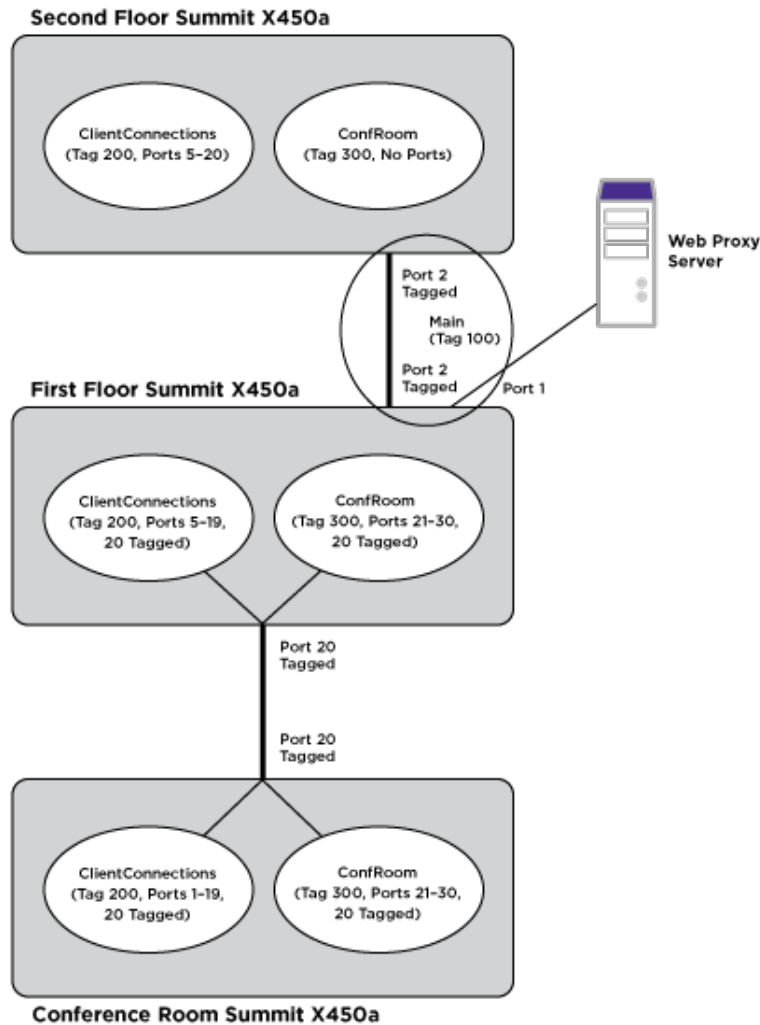 Second Floor Summit X450a
ClientConnections
(Tag 200, Ports 5–20)
ConfRoom
(Tag 300, No Ports)
Web Proxy
Server
Port 2
Tagged
Main
(Tag 100)
Port 2
Tagged
Port 1
First Floor Summit X450a
ClientConnections
(Tag 200, Ports 5–19,
20 Tagged)
ConfRoom
(Tag 300, Ports 21–30,
20 Tagged)
Port 20
Tagged
Port 20
Tagged
ClientConnections
(Tag 200, Ports 1–19,
20 Tagged)
ConfRoom
(Tag 300, Ports 21–30,
20 Tagged)
Conference Room Summit X450a